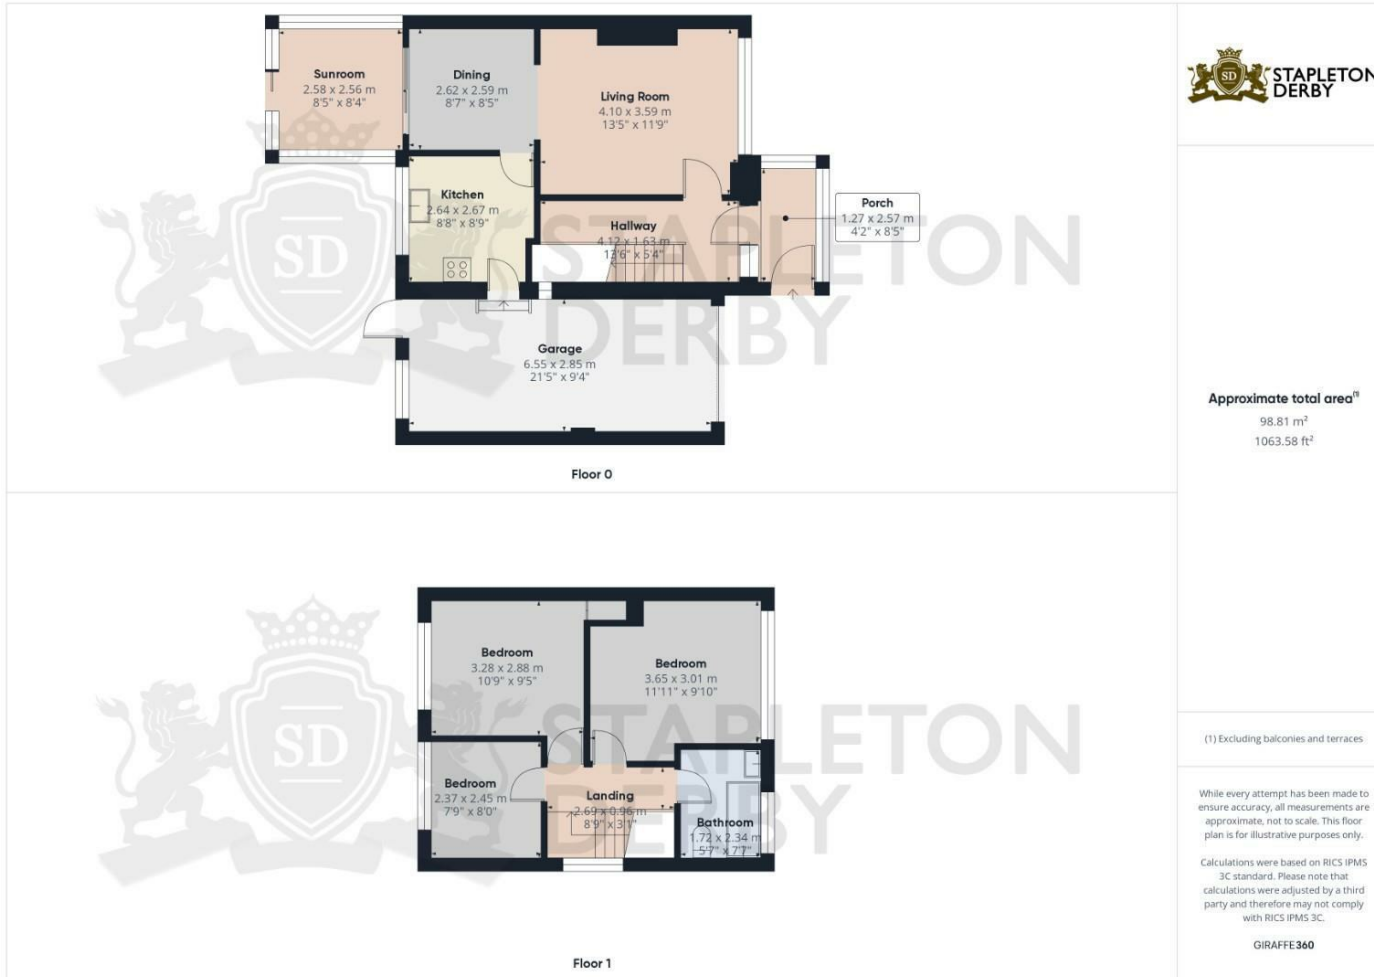 Sunroom
2.58 x 2.56 m
8'5" x 8'4"
Dining
2.62 x 2.59 m
8'7" x 8'5"
Living Room
4.10 x 3.59 m
13'5" x 11'9"
Kitchen
2.64 x 2.67 m
8'8" x 8'9"
Hallway
4.12 x 1.63 m
13'6" x 5'4"
Porch
1.27 x 2.57 m
4'2" x 8'5"
Garage
6.55 x 2.85 m
21'5" x 9'4"
SD
STAPLETON
DERBY
Floor 0
Bedroom
3.28 x 2.88 m
10'9" x 9'5"
Bedroom
3.65 x 3.01 m
11'11" x 9'10"
Bedroom
2.37 x 2.45 m
7'9" x 8'0"
Landing
2.69 x 0.96 m
8'9" x 3'1"
Bathroom
1.72 x 2.34 m
5'7" x 7'7"
SD
STAPLETON
DERBY
Floor 1
SD
STAPLETON
DERBY
Approximate total area(1)
98.81 m²
1063.58 ft²
(1) Excluding balconies and terraces
While every attempt has been made to
ensure accuracy, all measurements are
approximate, not to scale. This floor
plan is for illustrative purposes only.
Calculations were based on RICS IPMS
3C standard. Please note that
calculations were adjusted by a third
party and therefore may not comply
with RICS IPMS 3C.
GIRAFFE360